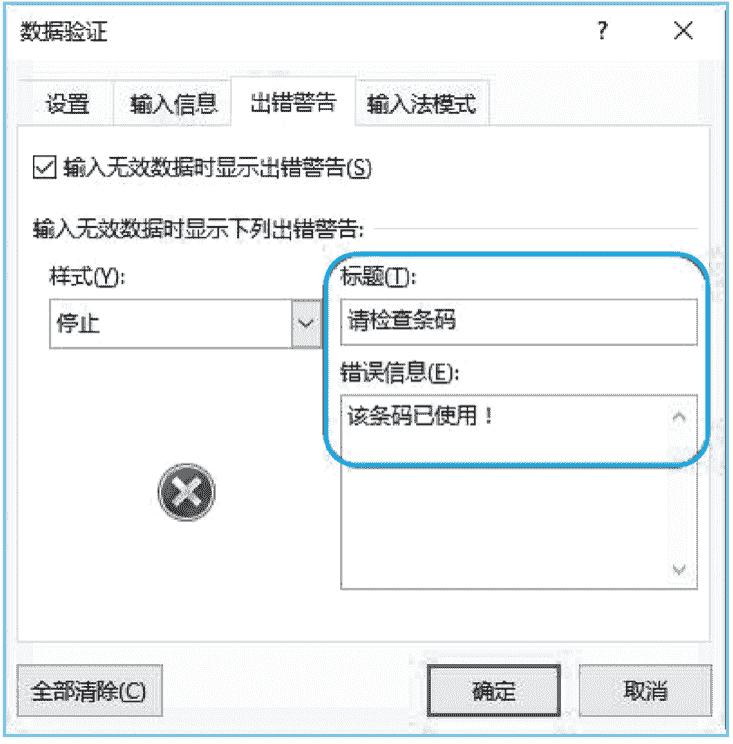 数据验证 ?
设置 输入信息 出错警告 输入法模式
输入无效数据时显示出错警告(S)
输入无效数据时显示下列出错警告:
样式(Y):
停止
标题(T):
请检查条码
错误信息(E):
该条码已使用！
全部清除(C) 确定 取消